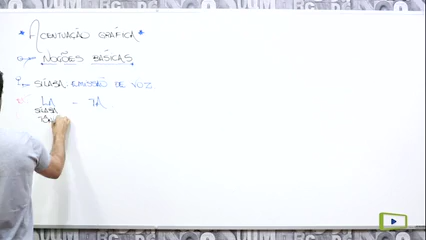 * ACENTUAÇÃO GRÁFICA *
NOÇÕES BÁSICAS
SÍLABA EMISSÃO DE VOZ
LA - TA
SÍLABA